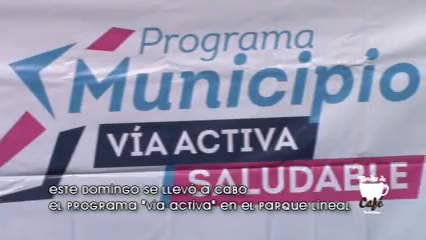 Programa
Municipio
VÍA ACTIVA
SALUDABLE
Café
ESTE DOMINGO SE LLEVÓ A CABO
EL PROGRAMA "VÍA ACTIVA" EN EL PARQUE LINEAL